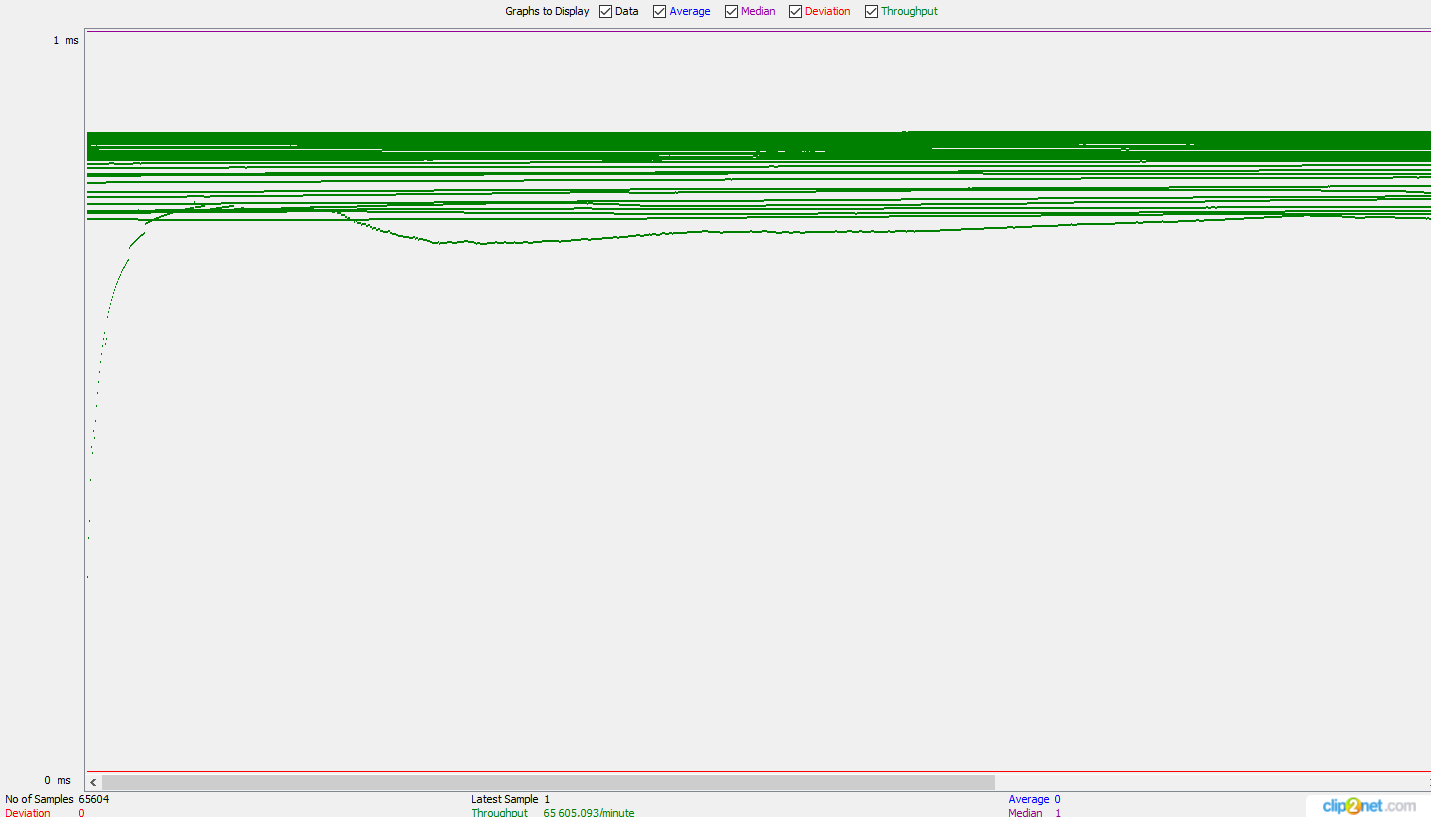 Graphs to Display Data Average Median Deviation Throughput
1 ms
0 ms
No of Samples 65604 Latest Sample 1 Average 0
Deviation 0 Throughput 65 605,093/minute Median 1
clip2net.com